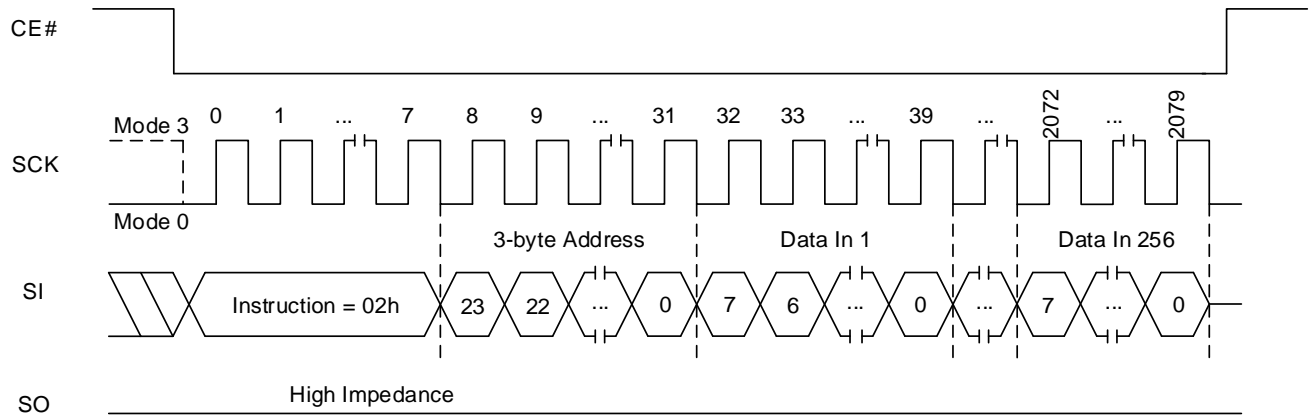 CE#
0 1 ... 7 8 9 ... 31 32 33 ... 39 ... 2072 ... 2079
Mode 3
SCK
Mode 0
3-byte Address Data In 1 Data In 256
SI
Instruction = 02h 23 22 ... 0 7 6 ... 0 ... 7 ... 0
High Impedance
SO